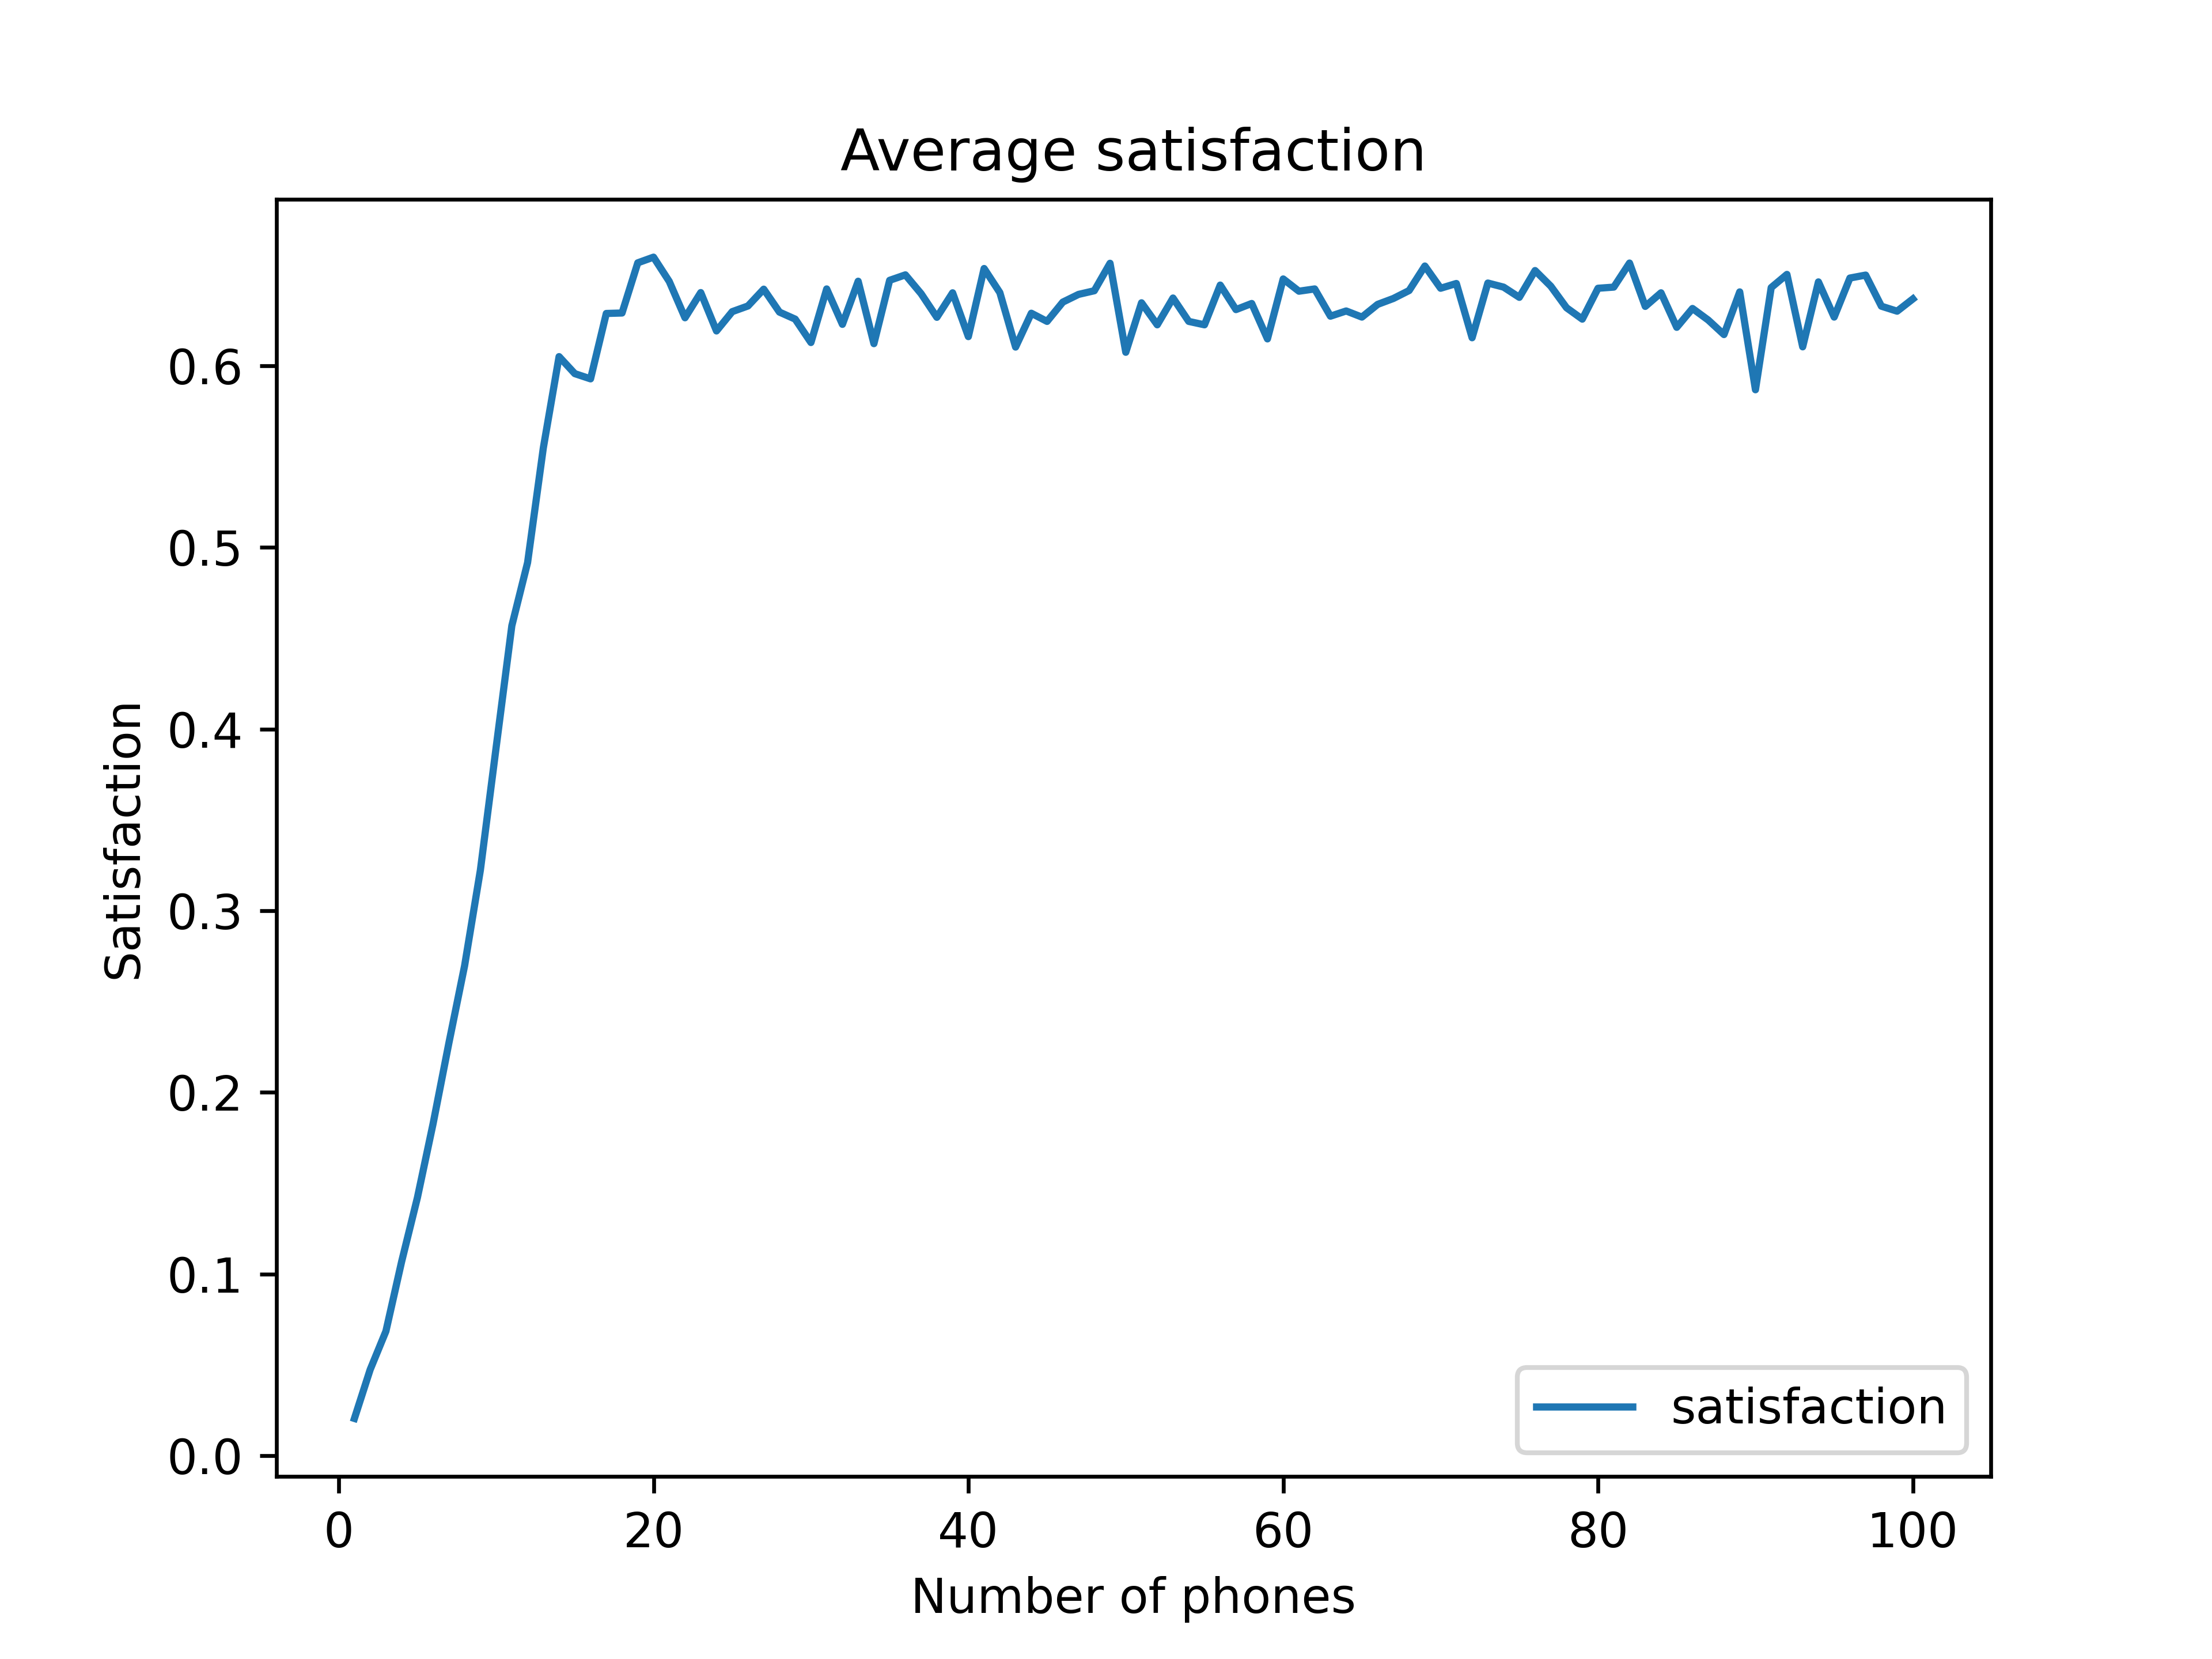 Average satisfaction
Satisfaction
0.6
0.5
0.4
0.3
0.2
0.1
0.0
satisfaction
0 20 40 60 80 100
Number of phones